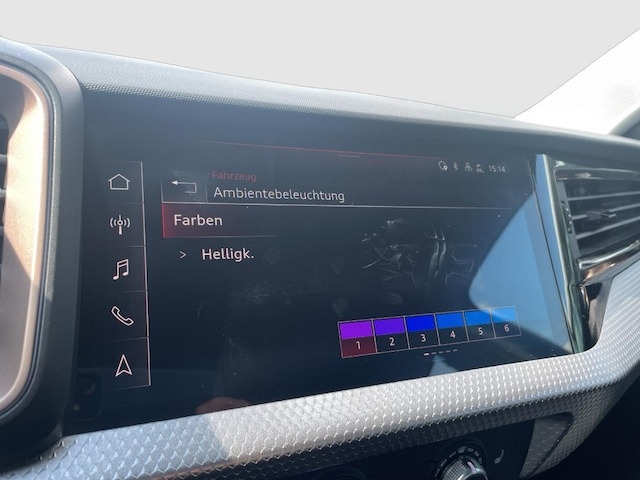 Fahrzeug
15:14
Ambientebeleuchtung
Farben
> Helligk.
1 2 3 4 5 6